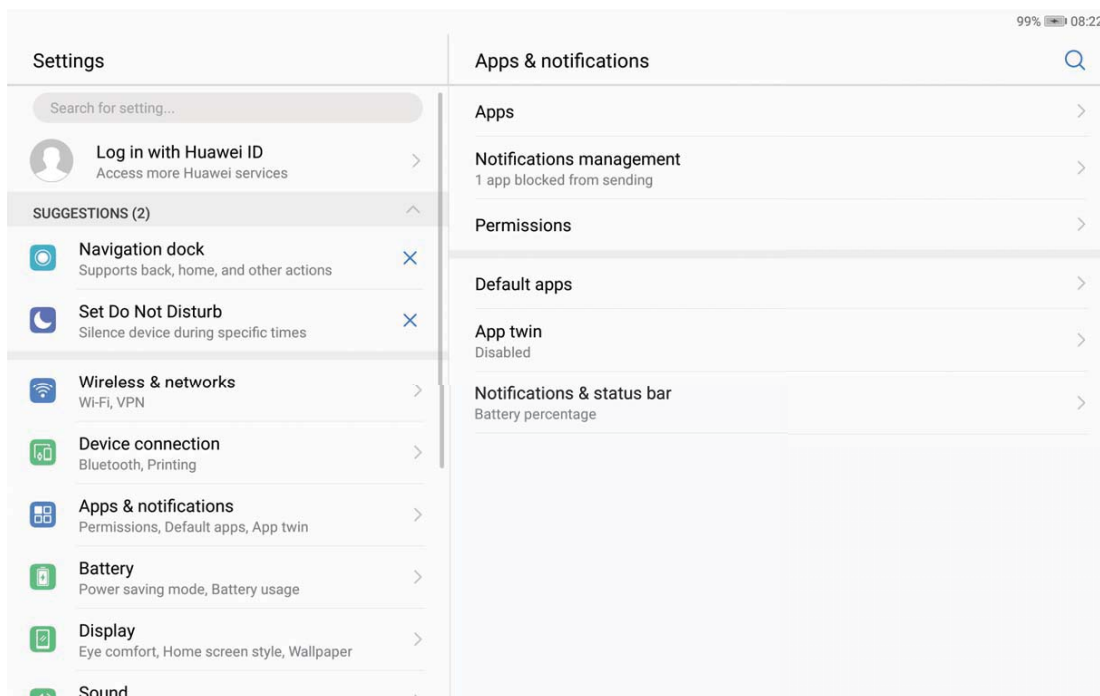 99% 08:22
Settings
Search for setting...
Log in with Huawei ID
Access more Huawei services
SUGGESTIONS (2)
Navigation dock
Supports back, home, and other actions
Set Do Not Disturb
Silence device during specific times
Wireless & networks
Wi-Fi, VPN
Device connection
Bluetooth, Printing
Apps & notifications
Permissions, Default apps, App twin
Battery
Power saving mode, Battery usage
Display
Eye comfort, Home screen style, Wallpaper
Sound
Apps & notifications
Apps
Notifications management
1 app blocked from sending
Permissions
Default apps
App twin
Disabled
Notifications & status bar
Battery percentage